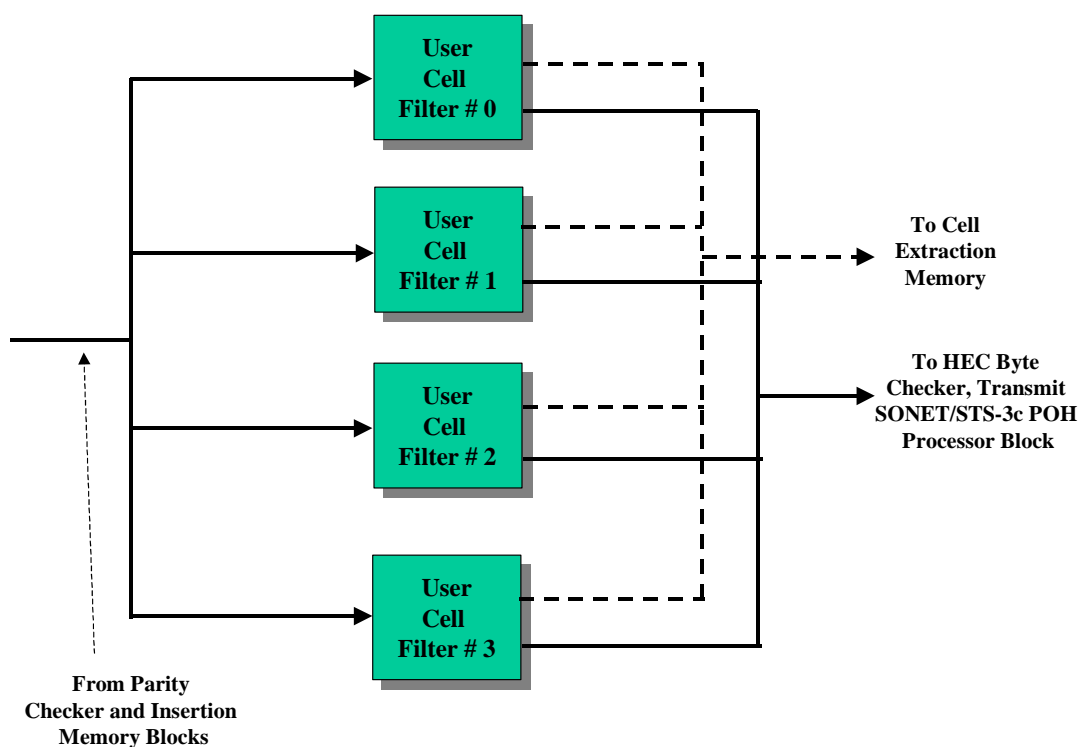 User
Cell
Filter # 0
User
Cell
Filter # 1
To Cell
Extraction
Memory
To HEC Byte
Checker, Transmit
SONET/STS-3c POH
Processor Block
User
Cell
Filter # 2
User
Cell
Filter # 3
From Parity
Checker and Insertion
Memory Blocks